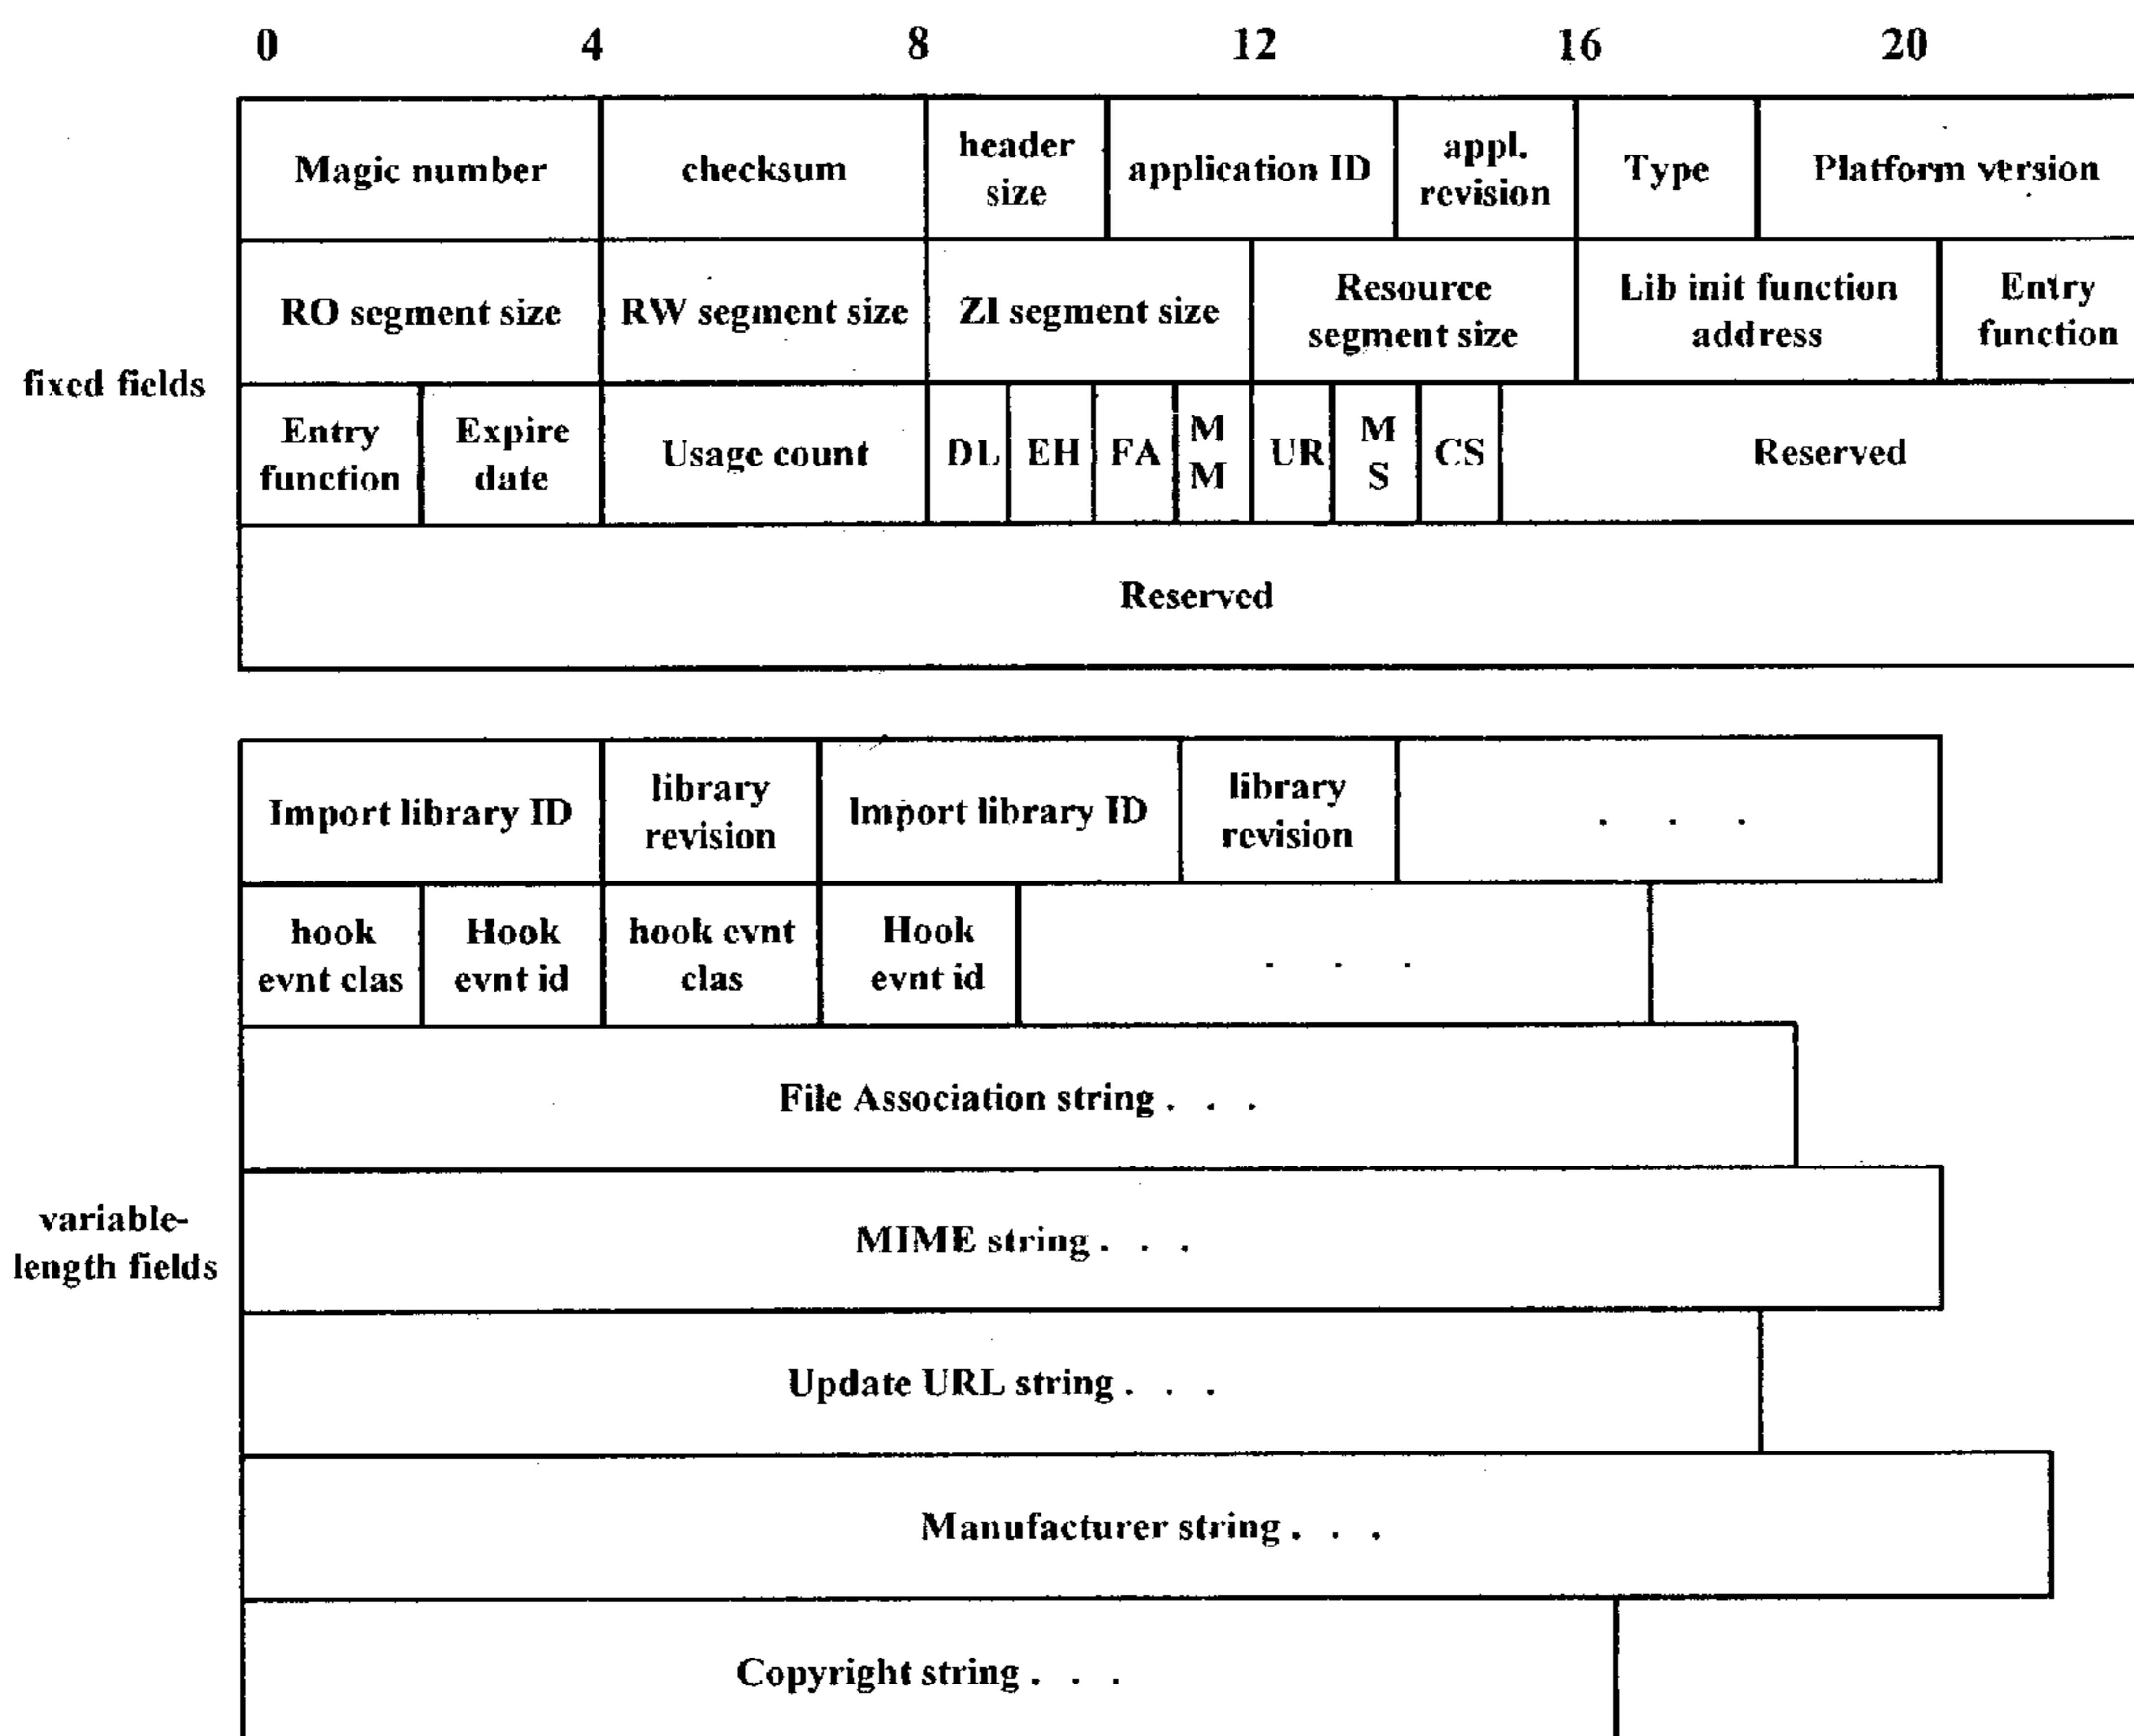 0 4 8 12 16 20
Magic number checksum header size application ID appl. revision Type Platform version
RO segment size RW segment size ZI segment size Resource segment size Lib init function address Entry function
fixed fields
Entry function Expire date Usage count DL EH FA M M UR M S CS Reserved
Reserved
Import library ID library revision Import library ID library revision . . .
hook evnt clas Hook evnt id hook evnt clas Hook evnt id . . .
File Association string . . .
variable-
length fields
MIME string . . .
Update URL string . . .
Manufacturer string . . .
Copyright string . . .